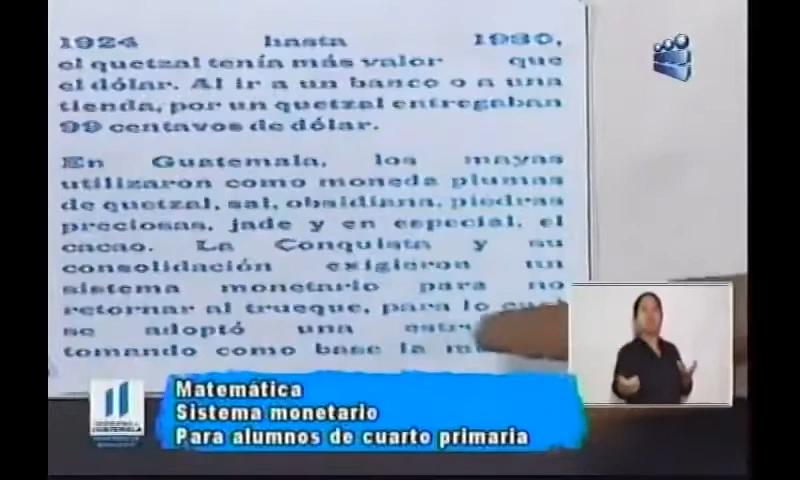 1924 hasta 1980,
el quetzal tenía más valor que
el dólar. Al ir a un banco o a una
tienda, por un quetzal entregaban
99 centavos de dólar.
En Guatemala, los mayas
utilizaron como moneda plumas
de quetzal, sal, obsidiana, piedras
preciosas, jade y en especial, el
cacao. La Conquista y su
consolidación exigieron un
sistema monetario para no
retornar al trueque, para lo cual
se adoptó una
tomando como base la
Matemática
Sistema monetario
Para alumnos de cuarto primaria
GUATEMALA